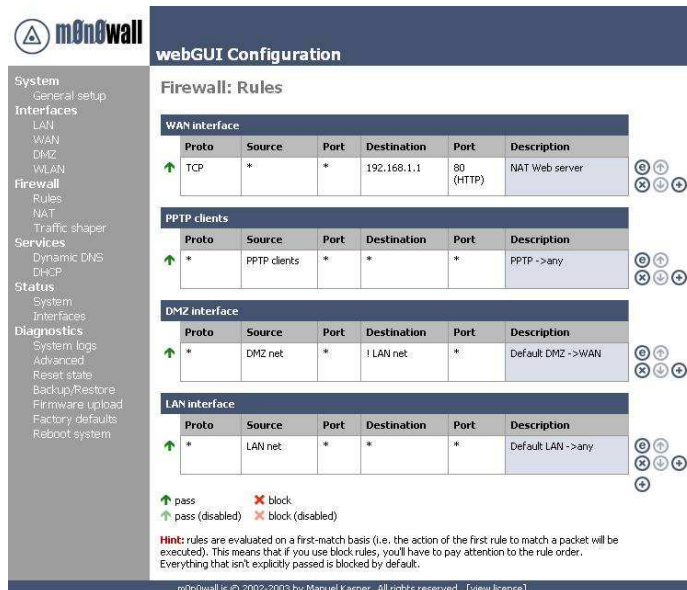 m0n0wall
webGUI Configuration
System
General setup
Interfaces
LAN
WAN
DMZ
WLAN
Firewall
Rules
NAT
Traffic shaper
Services
Dynamic DNS
DHCP
Status
System
Interfaces
Diagnostics
System logs
Advanced
Reset state
Backup/Restore
Firmware upload
Factory defaults
Reboot system
Firewall: Rules
WAN interface
Proto Source Port Destination Port Description
TCP * * 192.168.1.1 80 (HTTP) NAT Web server
PPTP clients
Proto Source Port Destination Port Description
* PPTP clients * * * PPTP ->any
DMZ interface
Proto Source Port Destination Port Description
* DMZ net * ! LAN net * Default DMZ ->WAN
LAN interface
Proto Source Port Destination Port Description
* LAN net * * * Default LAN ->any
pass block
pass (disabled) block (disabled)
Hint: rules are evaluated on a first-match basis (i.e. the action of the first rule to match a packet will be
executed). This means that if you use block rules, you'll have to pay attention to the rule order.
Everything that isn't explicitly passed is blocked by default.
m0n0wall is © 2002-2003 by Manuel Kasper. All rights reserved. [view license]